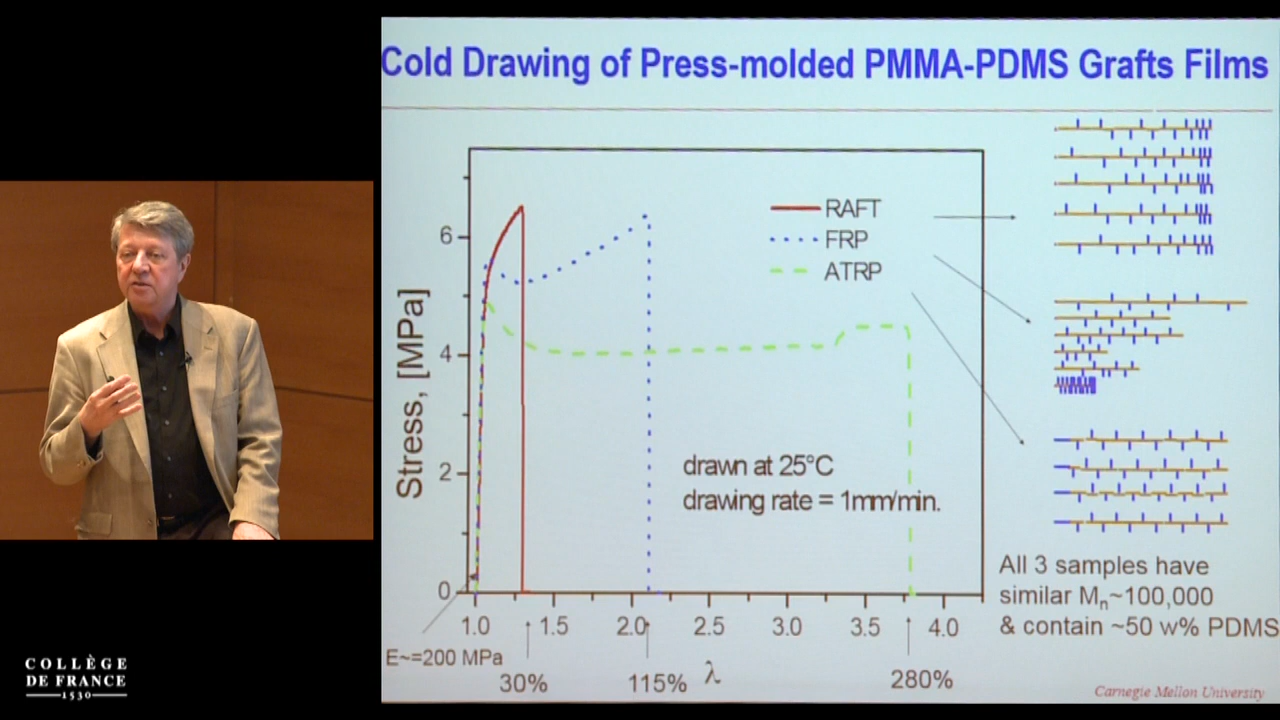 Cold Drawing of Press-molded PMMA-PDMS Grafts Films
RAFT
FRP
ATRP
6
4
2
0
Stress, [MPa]
drawn at 25°C
drawing rate = 1mm/min.
1.0 1.5 2.0 2.5 3.0 3.5 4.0
E~=200 MPa
30% 115% λ 280%
All 3 samples have
similar Mn~100,000
& contain ~50 w% PDMS
Carnegie Mellon University
COLLÈGE
DE FRANCE
1530